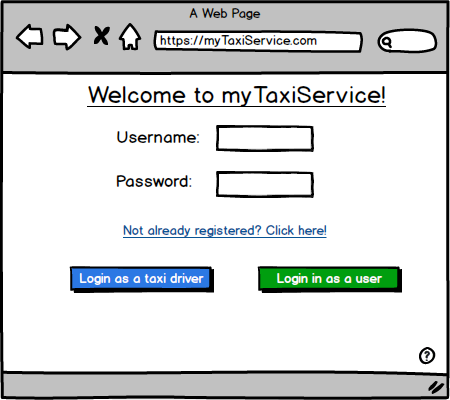 A Web Page
https://myTaxiService.com
Welcome to myTaxiService!
Username:
Password:
Not already registered? Click here!
Login as a taxi driver
Login in as a user
?